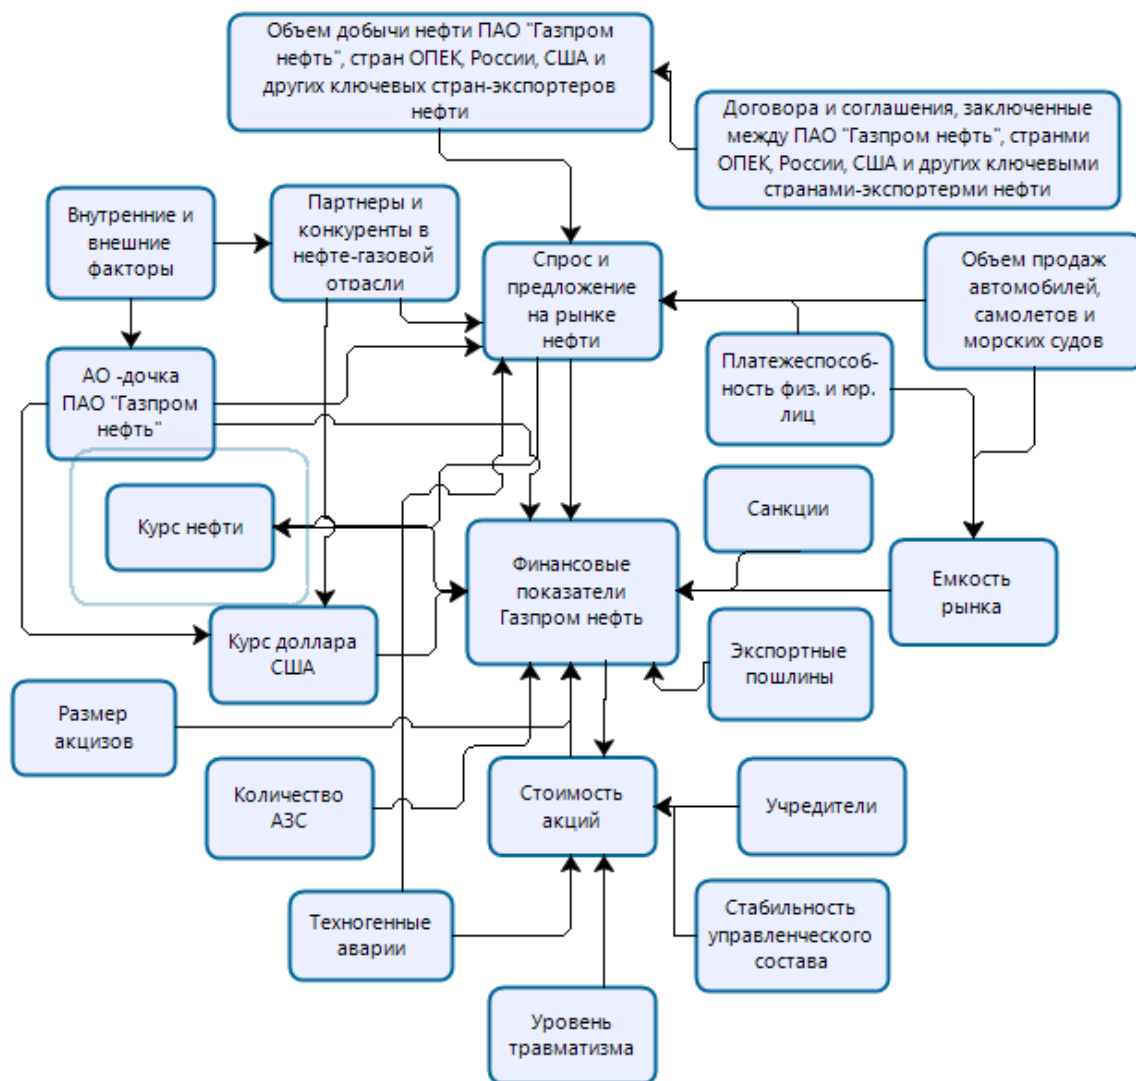 Объем добычи нефти ПАО "Газпром
нефть", стран ОПЕК, России, США и
других ключевых стран-экспортеров
нефти
Договора и соглашения, заключенные
между ПАО "Газпром нефть", странми
ОПЕК, России, США и других ключевыми
странами-экспортерми нефти
Внутренние и
внешние
факторы
Партнеры и
конкуренты в
нефте-газовой
отрасли
Спрос и
предложение
на рынке
нефти
Объем продаж
автомобилей,
самолетов и
морских судов
АО -дочка
ПАО "Газпром
нефть"
Платежеспособ-
ность физ. и юр.
лиц
Курс нефти
Санкции
Финансовые
показатели
Газпром нефть
Емкость
рынка
Курс доллара
США
Экспортные
пошлины
Размер
акцизов
Количество
АЗС
Стоимость
акций
Учредители
Техногенные
аварии
Стабильность
управленческого
состава
Уровень
травматизма